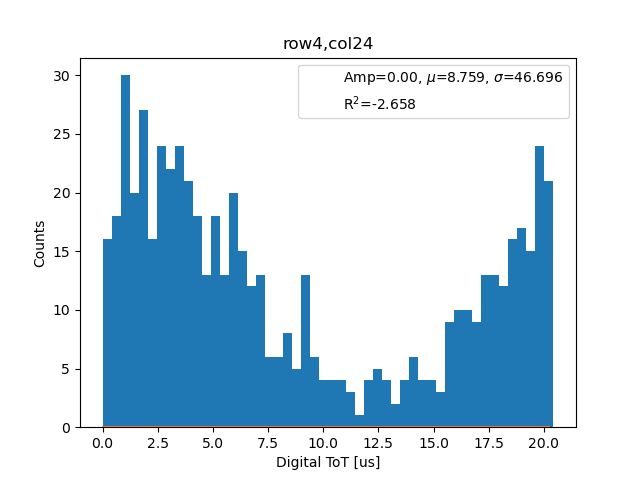 row4,col24
Amp=0.00, μ=8.759, σ=46.696
R²=-2.658
Counts
30
25
20
15
10
5
0
0.0 2.5 5.0 7.5 10.0 12.5 15.0 17.5 20.0
Digital ToT [us]